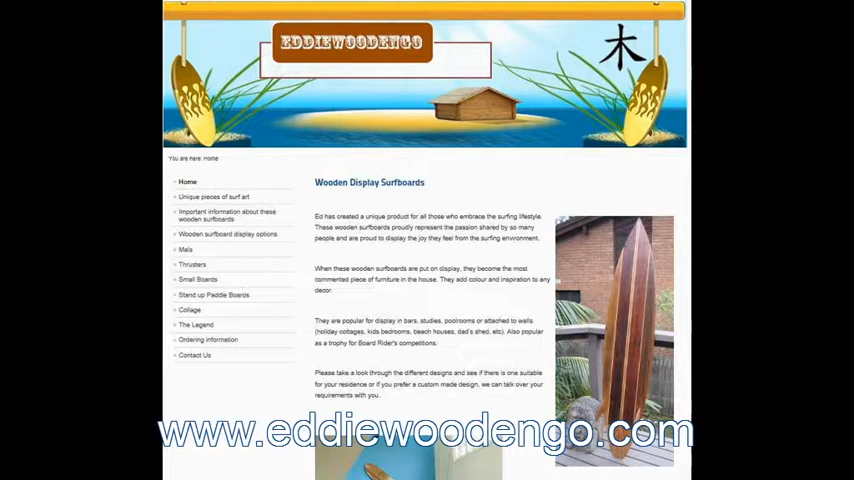 EDDIEWOODENGO
木
You are here: Home
Home
Unique pieces of surf art
Important information about these
wooden surfboards
Wooden surfboard display options
Mals
Thrusters
Small Boards
Stand up Paddle Boards
Collage
The Legend
Ordering information
Contact Us
Wooden Display Surfboards
Ed has created a unique product for all those who embrace the surfing lifestyle.
These wooden surfboards proudly represent the passion shared by so many
people and are proud to display the joy they feel from the surfing environment.
When these wooden surfboards are put on display, they become the most
commented piece of furniture in the house. They add colour and inspiration to any
decor.
They are popular for display in bars, studies, poolrooms or attached to walls
(holiday cottages, kids bedrooms, beach houses, dad's shed, etc). Also popular
as a trophy for Board Rider's competitions.
Please take a look through the different designs and see if there is one suitable
for your residence or if you prefer a custom made design, we can talk over your
requirements with you.
www.eddiewoodengo.com